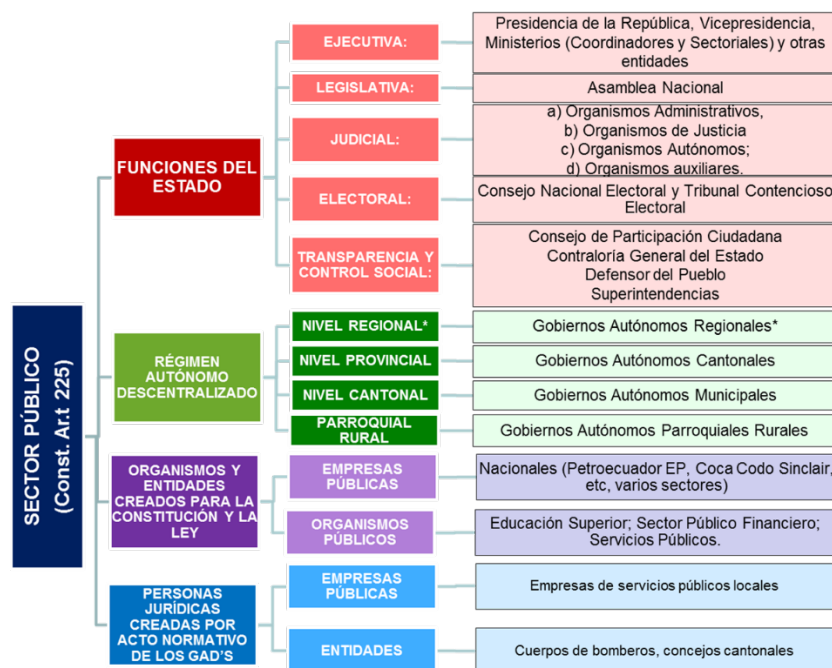 SECTOR PÚBLICO
(Const. Ar.t 225)
FUNCIONES DEL
ESTADO
EJECUTIVA:
Presidencia de la República, Vicepresidencia,
Ministerios (Coordinadores y Sectoriales) y otras
entidades
LEGISLATIVA:
Asamblea Nacional
JUDICIAL:
a) Organismos Administrativos,
b) Organismos de Justicia
c) Organismos Autónomos;
d) Organismos auxiliares.
ELECTORAL:
Consejo Nacional Electoral y Tribunal Contencioso
Electoral
TRANSPARENCIA Y
CONTROL SOCIAL:
Consejo de Participación Ciudadana
Contraloría General del Estado
Defensor del Pueblo
Superintendencias
RÉGIMEN
AUTÓNOMO
DESCENTRALIZADO
NIVEL REGIONAL*
Gobiernos Autónomos Regionales*
NIVEL PROVINCIAL
Gobiernos Autónomos Cantonales
NIVEL CANTONAL
Gobiernos Autónomos Municipales
PARROQUIAL
RURAL
Gobiernos Autónomos Parroquiales Rurales
ORGANISMOS Y
ENTIDADES
CREADOS PARA LA
CONSTITUCIÓN Y LA
LEY
EMPRESAS
PÚBLICAS
Nacionales (Petroecuador EP, Coca Codo Sinclair,
etc, varios sectores)
ORGANISMOS
PÚBLICOS
Educación Superior; Sector Público Financiero;
Servicios Públicos.
PERSONAS
JURÍDICAS
CREADAS POR
ACTO NORMATIVO
DE LOS GAD'S
EMPRESAS
PÚBLICAS
Empresas de servicios públicos locales
ENTIDADES
Cuerpos de bomberos, concejos cantonales